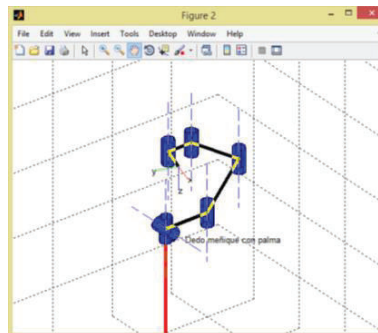 Figure 2
File Edit View Insert Tools Desktop Window Help
y
z
Dedo meñique con palma